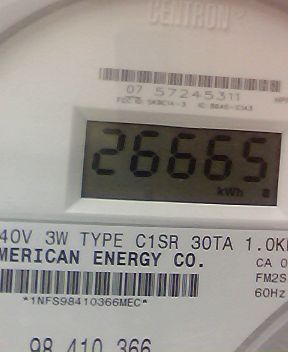 CENTRON
07 57245311
26665
kWh
40V 3W TYPE C1SR 30TA 1.0K
MERICAN ENERGY CO.
CA 0
FM2S
60Hz
*1NFS98410366MEC*
98 410 366